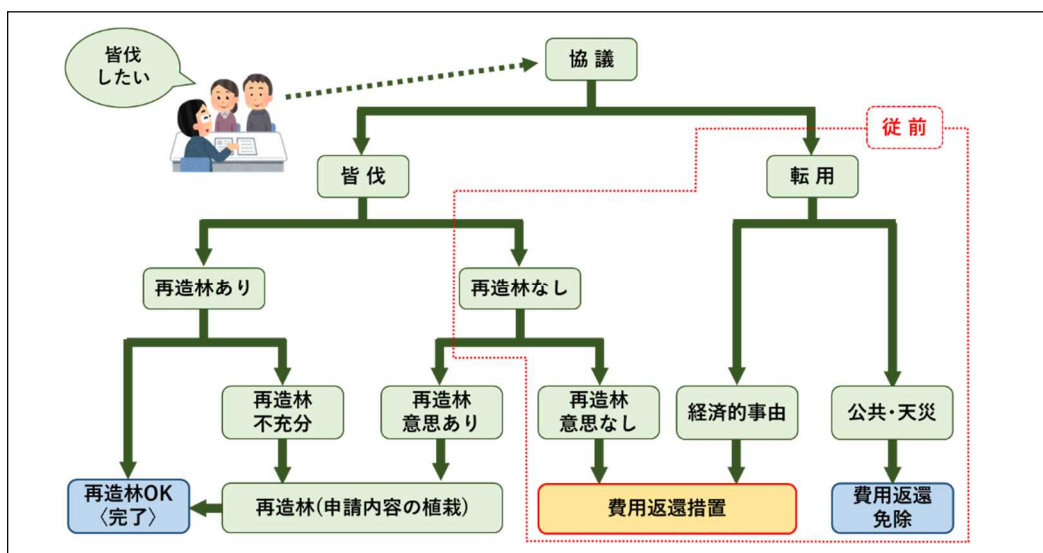 皆伐
したい
協議
従前
皆伐
転用
再造林あり
再造林なし
再造林
不充分
再造林
意思あり
再造林
意思なし
経済的事由
公共・天災
再造林OK
〈完了〉
再造林(申請内容の植栽)
費用返還措置
費用返還
免除